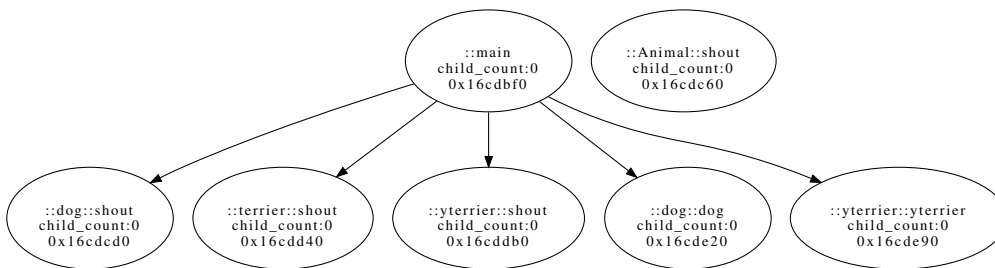 ::main
child_count:0
0x16cdbf0
::Animal::shout
child_count:0
0x16cdc60
::dog::shout
child_count:0
0x16cdcd0
::terrier::shout
child_count:0
0x16cdd40
::yterrier::shout
child_count:0
0x16cddb0
::dog::dog
child_count:0
0x16cde20
::yterrier::yterrier
child_count:0
0x16cde90